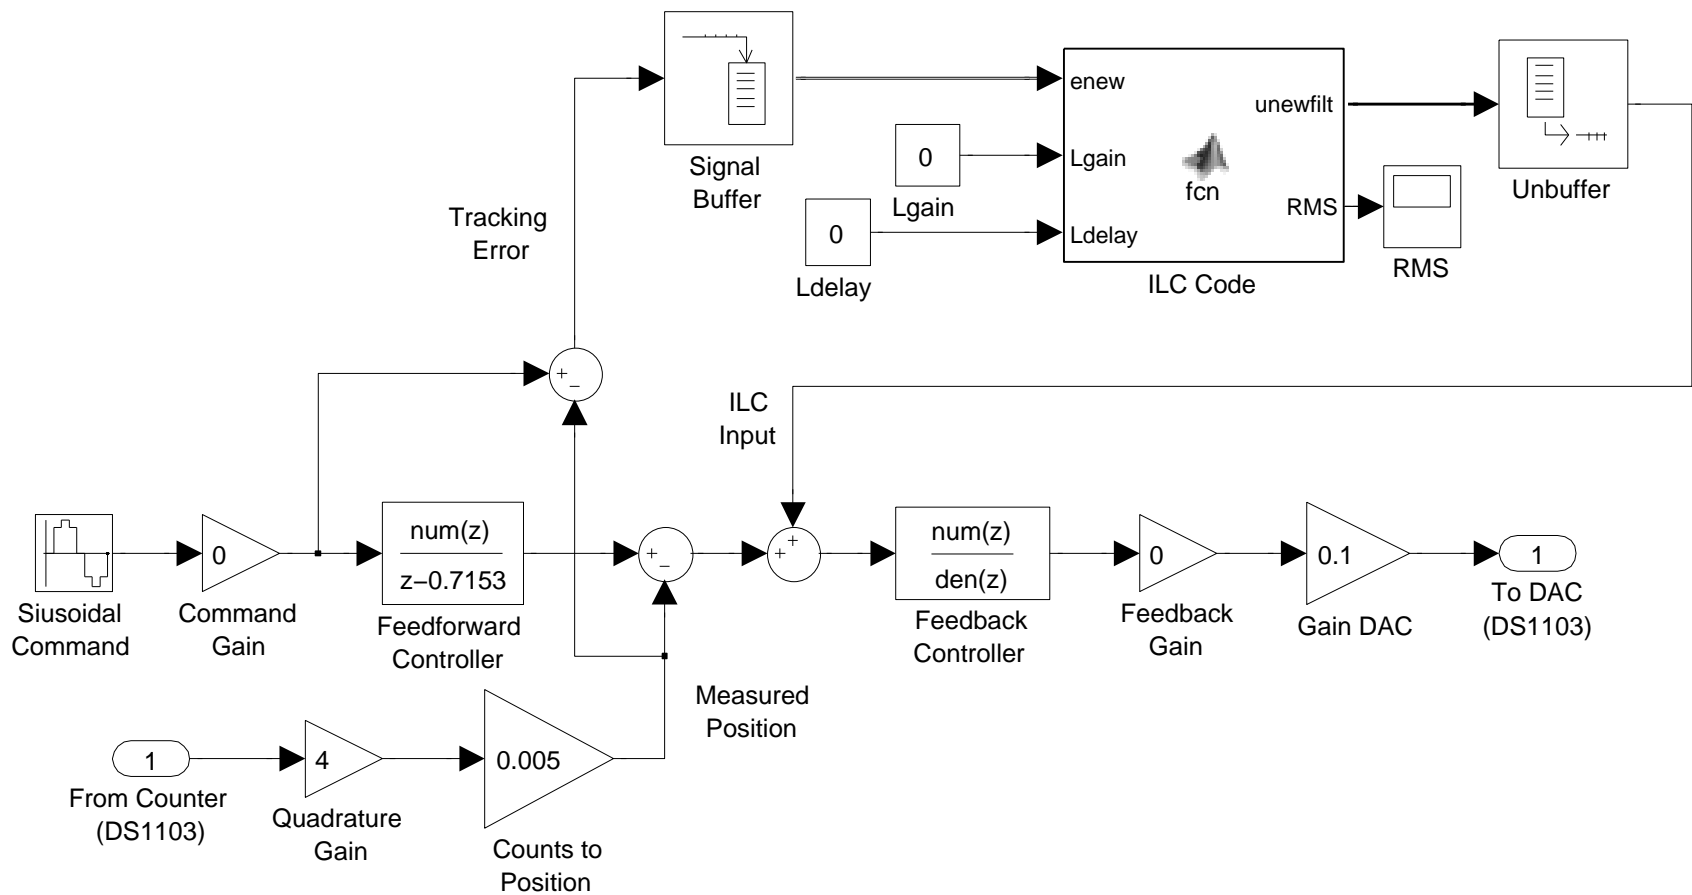 enew
Lgain
Ldelay
unewfilt
RMS
fcn
ILC Code
Signal
Buffer
0
Lgain
0
Ldelay
RMS
Unbuffer
Tracking
Error
+
−
ILC
Input
Siusoidal
Command
0
Command
Gain
num(z)
z−0.7153
Feedforward
Controller
+
−
+
+
num(z)
den(z)
Feedback
Controller
0
Feedback
Gain
0.1
Gain DAC
1
To DAC
(DS1103)
Measured
Position
1
From Counter
(DS1103)
4
Quadrature
Gain
0.005
Counts to
Position